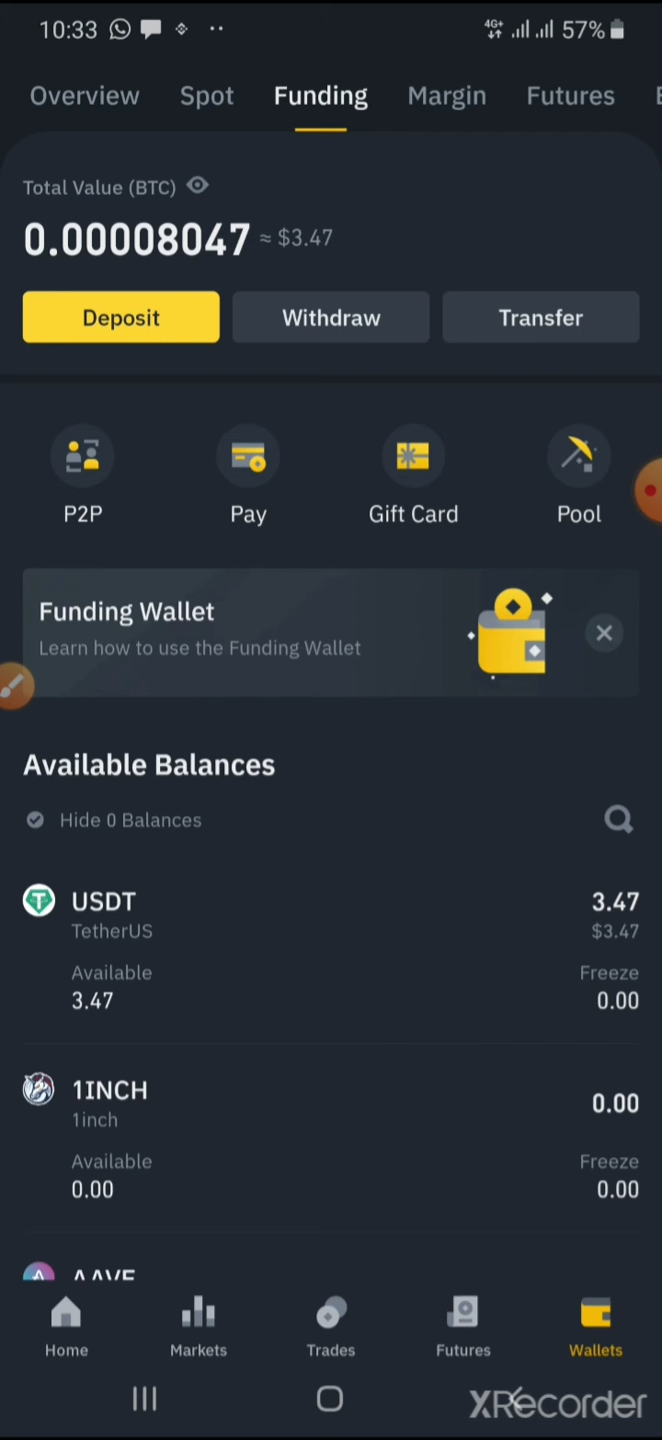 10:33 4G+ 57%
Overview Spot Funding Margin Futures
Total Value (BTC)
0.00008047 ≈ $3.47
Deposit Withdraw Transfer
P2P Pay Gift Card Pool
Funding Wallet
Learn how to use the Funding Wallet
Available Balances
Hide 0 Balances
USDT 3.47
TetherUS $3.47
Available Freeze
3.47 0.00
1INCH 0.00
1inch
Available Freeze
0.00 0.00
AAVE
Home Markets Trades Futures Wallets
XRecorder